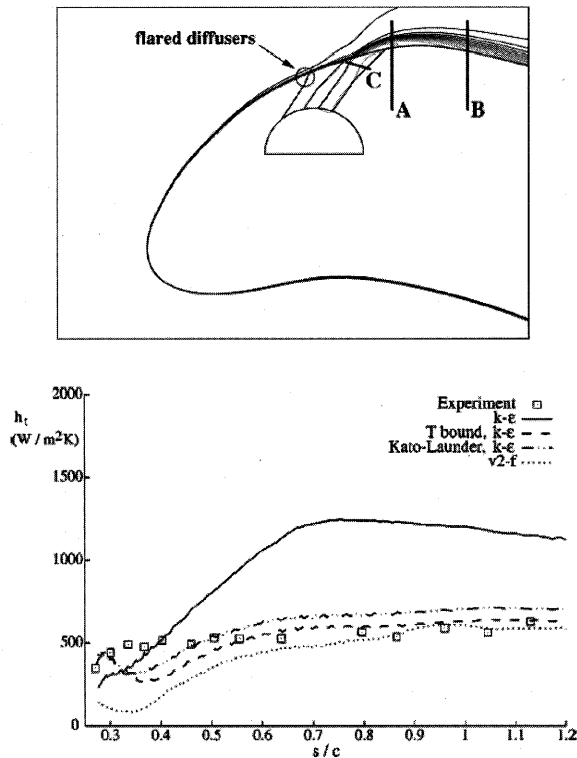 flared diffusers
C
A
B
2000
h_t
(W / m²K)
1500
1000
500
0
Experiment
k-ε
T bound, k-ε
Kato-Launder, k-ε
v2-f
0.3 0.4 0.5 0.6 0.7 0.8 0.9 1 1.1 1.2
s / c